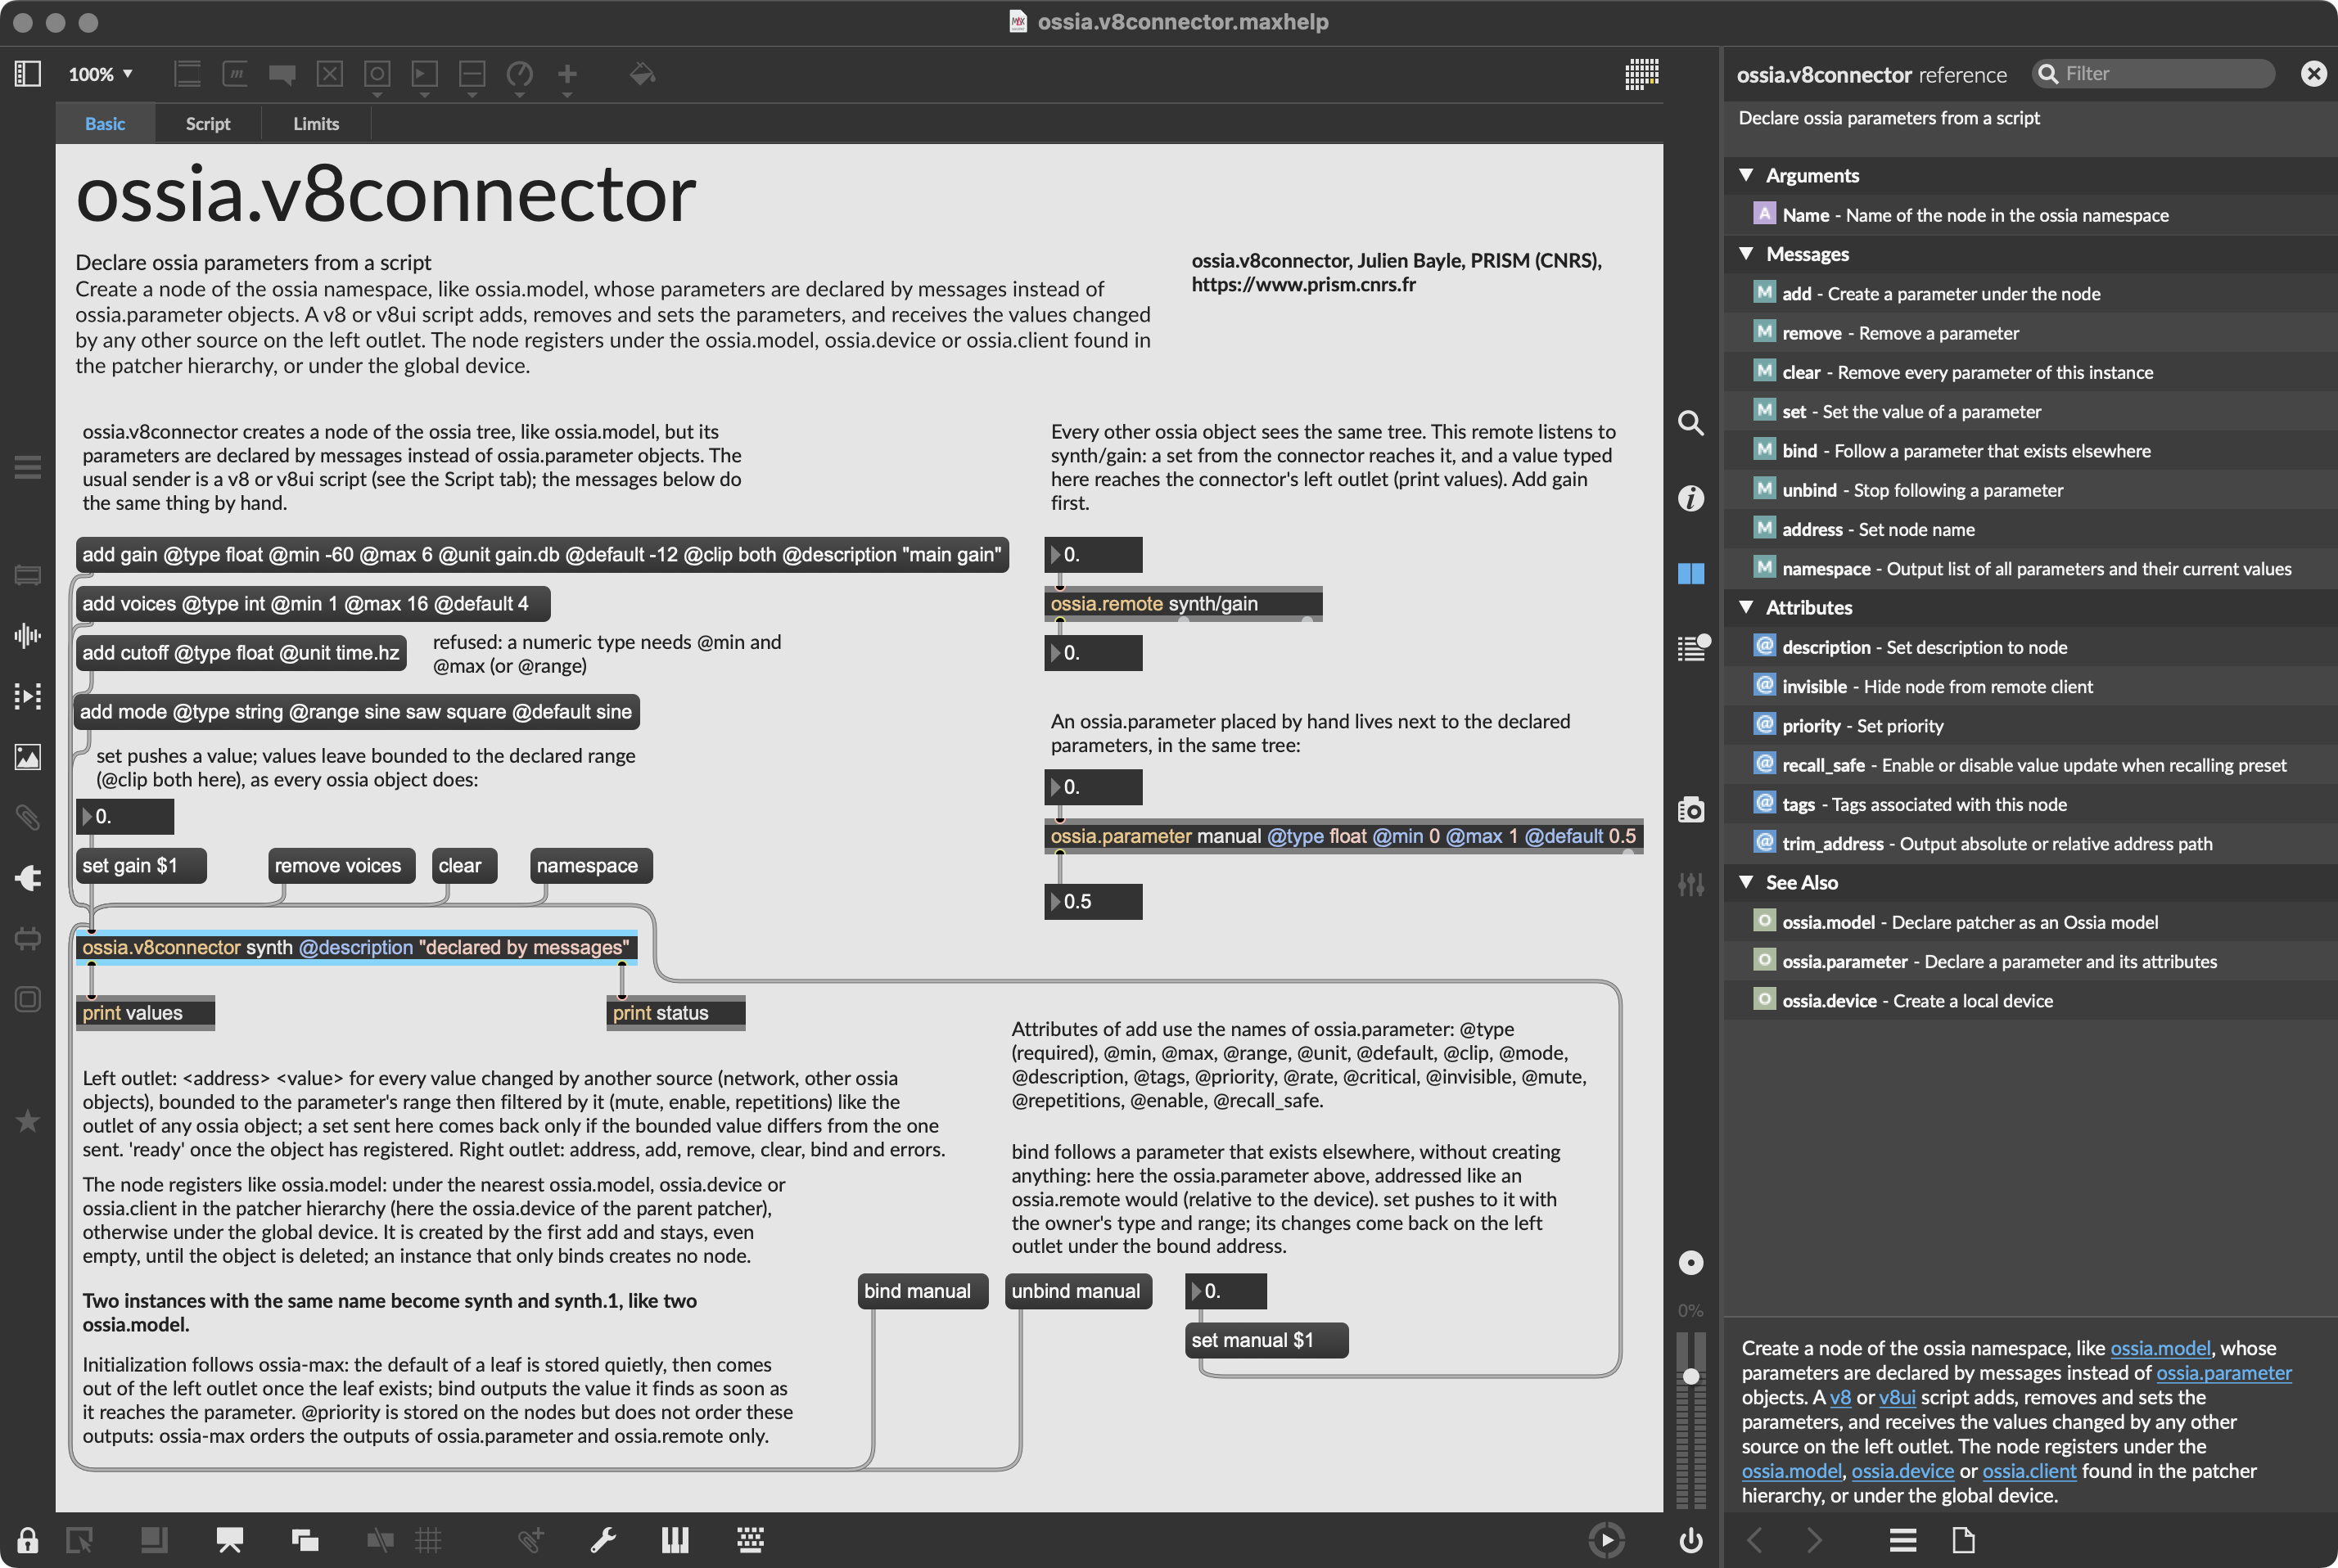 ossia.v8connector.maxhelp
100%
Basic
Script
Limits
ossia.v8connector
Declare ossia parameters from a script
Create a node of the ossia namespace, like ossia.model, whose parameters are declared by messages instead of
ossia.parameter objects. A v8 or v8ui script adds, removes and sets the parameters, and receives the values changed
by any other source on the left outlet. The node registers under the ossia.model, ossia.device or ossia.client found in
the patcher hierarchy, or under the global device.
ossia.v8connector, Julien Bayle, PRISM (CNRS),
https://www.prism.cnrs.fr
ossia.v8connector creates a node of the ossia tree, like ossia.model, but its
parameters are declared by messages instead of ossia.parameter objects. The
usual sender is a v8 or v8ui script (see the Script tab); the messages below do
the same thing by hand.
add gain @type float @min -60 @max 6 @unit gain.db @default -12 @clip both @description "main gain"
add voices @type int @min 1 @max 16 @default 4
add cutoff @type float @unit time.hz
refused: a numeric type needs @min and
@max (or @range)
add mode @type string @range sine saw square @default sine
set pushes a value; values leave bounded to the declared range
(@clip both here), as every ossia object does:
0.
set gain $1
remove voices
clear
namespace
ossia.v8connector synth @description "declared by messages"
print values
print status
Every other ossia object sees the same tree. This remote listens to
synth/gain: a set from the connector reaches it, and a value typed
here reaches the connector's left outlet (print values). Add gain
first.
0.
ossia.remote synth/gain
0.
An ossia.parameter placed by hand lives next to the declared
parameters, in the same tree:
0.
ossia.parameter manual @type float @min 0 @max 1 @default 0.5
0.5
Left outlet: <address> <value> for every value changed by another source (network, other ossia
objects), bounded to the parameter's range then filtered by it (mute, enable, repetitions) like the
outlet of any ossia object; a set sent here comes back only if the bounded value differs from the one
sent. 'ready' once the object has registered. Right outlet: address, add, remove, clear, bind and errors.
The node registers like ossia.model: under the nearest ossia.model, ossia.device or
ossia.client in the patcher hierarchy (here the ossia.device of the parent patcher),
otherwise under the global device. It is created by the first add and stays, even
empty, until the object is deleted; an instance that only binds creates no node.
Two instances with the same name become synth and synth.1, like two
ossia.model.
Initialization follows ossia-max: the default of a leaf is stored quietly, then comes
out of the left outlet once the leaf exists; bind outputs the value it finds as soon as
it reaches the parameter. @priority is stored on the nodes but does not order these
outputs: ossia-max orders the outputs of ossia.parameter and ossia.remote only.
Attributes of add use the names of ossia.parameter: @type
(required), @min, @max, @range, @unit, @default, @clip, @mode,
@description, @tags, @priority, @rate, @critical, @invisible, @mute,
@repetitions, @enable, @recall_safe.
bind follows a parameter that exists elsewhere, without creating
anything: here the ossia.parameter above, addressed like an
ossia.remote would (relative to the device). set pushes to it with
the owner's type and range; its changes come back on the left
outlet under the bound address.
bind manual
unbind manual
0.
set manual $1
0%
ossia.v8connector reference
Filter
Declare ossia parameters from a script
Arguments
A Name - Name of the node in the ossia namespace
Messages
M add - Create a parameter under the node
M remove - Remove a parameter
M clear - Remove every parameter of this instance
M set - Set the value of a parameter
M bind - Follow a parameter that exists elsewhere
M unbind - Stop following a parameter
M address - Set node name
M namespace - Output list of all parameters and their current values
Attributes
@ description - Set description to node
@ invisible - Hide node from remote client
@ priority - Set priority
@ recall_safe - Enable or disable value update when recalling preset
@ tags - Tags associated with this node
@ trim_address - Output absolute or relative address path
See Also
O ossia.model - Declare patcher as an Ossia model
O ossia.parameter - Declare a parameter and its attributes
O ossia.device - Create a local device
Create a node of the ossia namespace, like ossia.model, whose
parameters are declared by messages instead of ossia.parameter
objects. A v8 or v8ui script adds, removes and sets the
parameters, and receives the values changed by any other
source on the left outlet. The node registers under the
ossia.model, ossia.device or ossia.client found in the patcher
hierarchy, or under the global device.